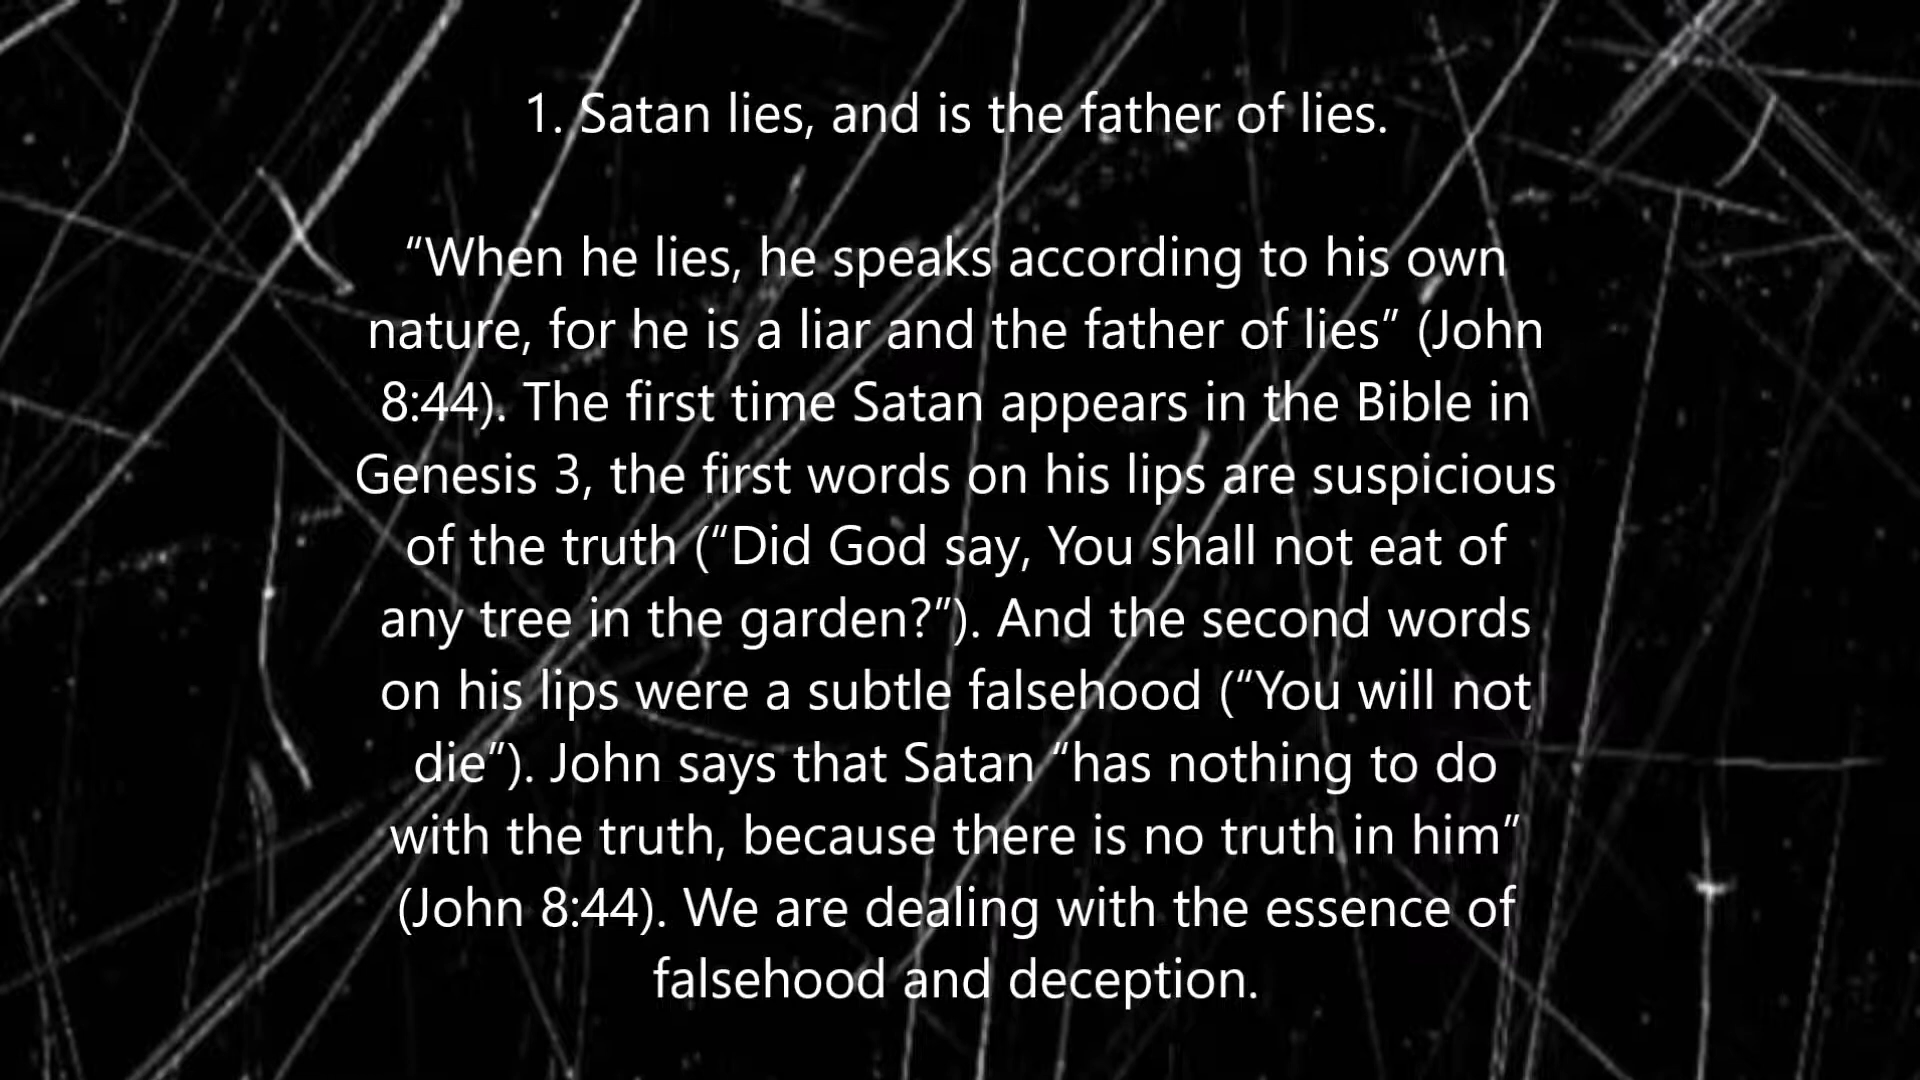 1. Satan lies, and is the father of lies.
“When he lies, he speaks according to his own
nature, for he is a liar and the father of lies” (John
8:44). The first time Satan appears in the Bible in
Genesis 3, the first words on his lips are suspicious
of the truth (“Did God say, You shall not eat of
any tree in the garden?”). And the second words
on his lips were a subtle falsehood (“You will not
die”). John says that Satan “has nothing to do
with the truth, because there is no truth in him”
(John 8:44). We are dealing with the essence of
falsehood and deception.